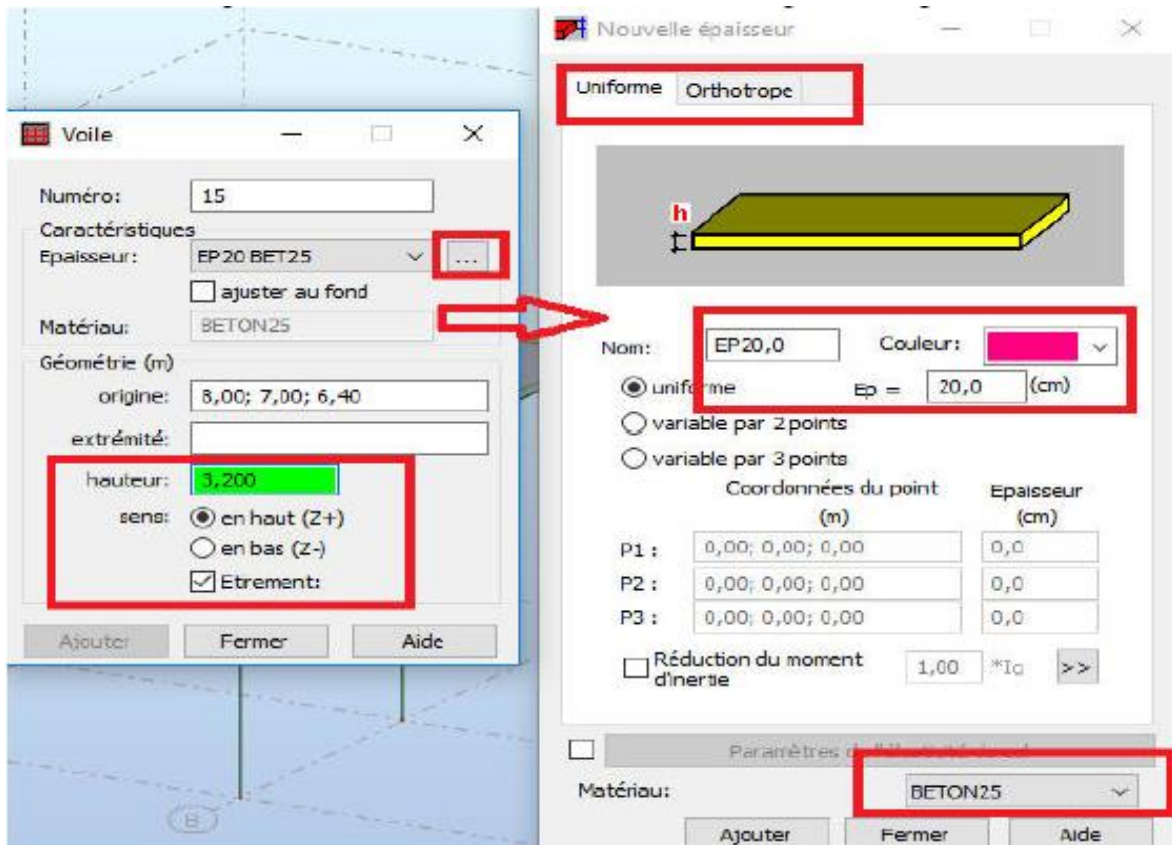 Voile
Numéro: 15
Caractéristiques
Epaisseur: EP20 BET25 ...
ajuster au fond
Matériau: BETON25
Géométrie (m)
origine: 8,00; 7,00; 6,40
extrémité:
hauteur: 3,200
sens: en haut (Z+)
en bas (Z-)
Etrement:
Ajouter Fermer Aide
B
Nouvelle épaisseur
Uniforme Orthotrope
h
Nom: EP20,0 Couleur:
uniforme Ep = 20,0 (cm)
variable par 2 points
variable par 3 points
Coordonnées du point Epaisseur
(m) (cm)
P1 : 0,00; 0,00; 0,00 0,0
P2 : 0,00; 0,00; 0,00 0,0
P3 : 0,00; 0,00; 0,00 0,0
Réduction du moment 1,00 >>
d'inertie
Paramètres
Matériau: BETON25
Ajouter Fermer Aide